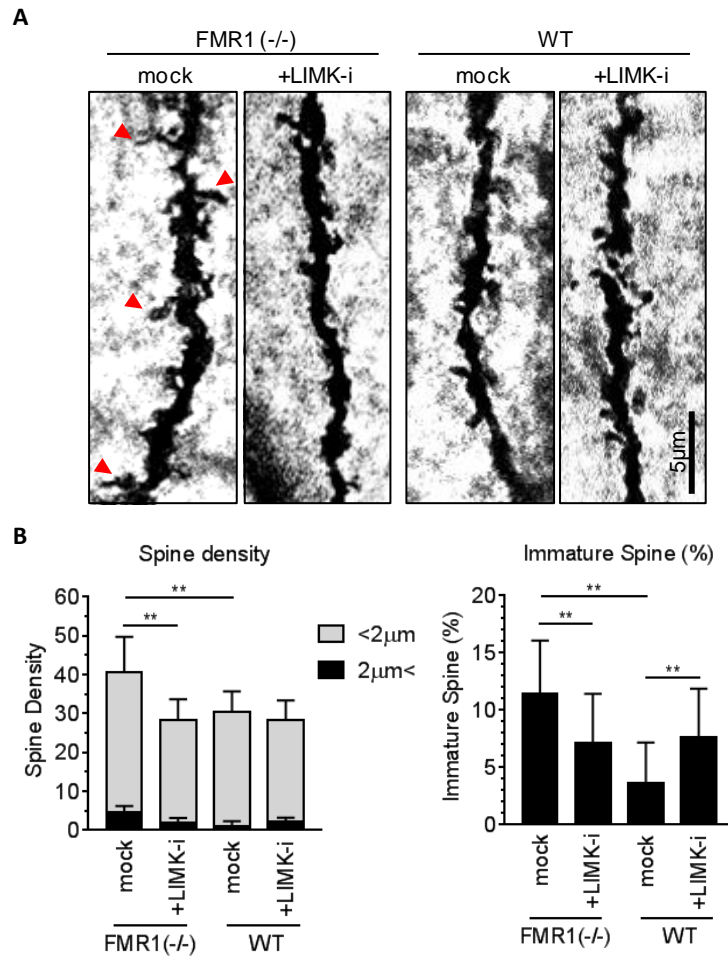 A
FMR1 (-/-) WT
mock +LIMK-i mock +LIMK-i
5μm
B
Spine density
Spine Density
60
50
40
30
20
10
0
**
**
<2μm
2μm<
mock +LIMK-i mock +LIMK-i
FMR1(-/-) WT
Immature Spine (%)
Immature Spine (%)
20
15
10
5
0
**
**
**
mock +LIMK-i mock +LIMK-i
FMR1(-/-) WT